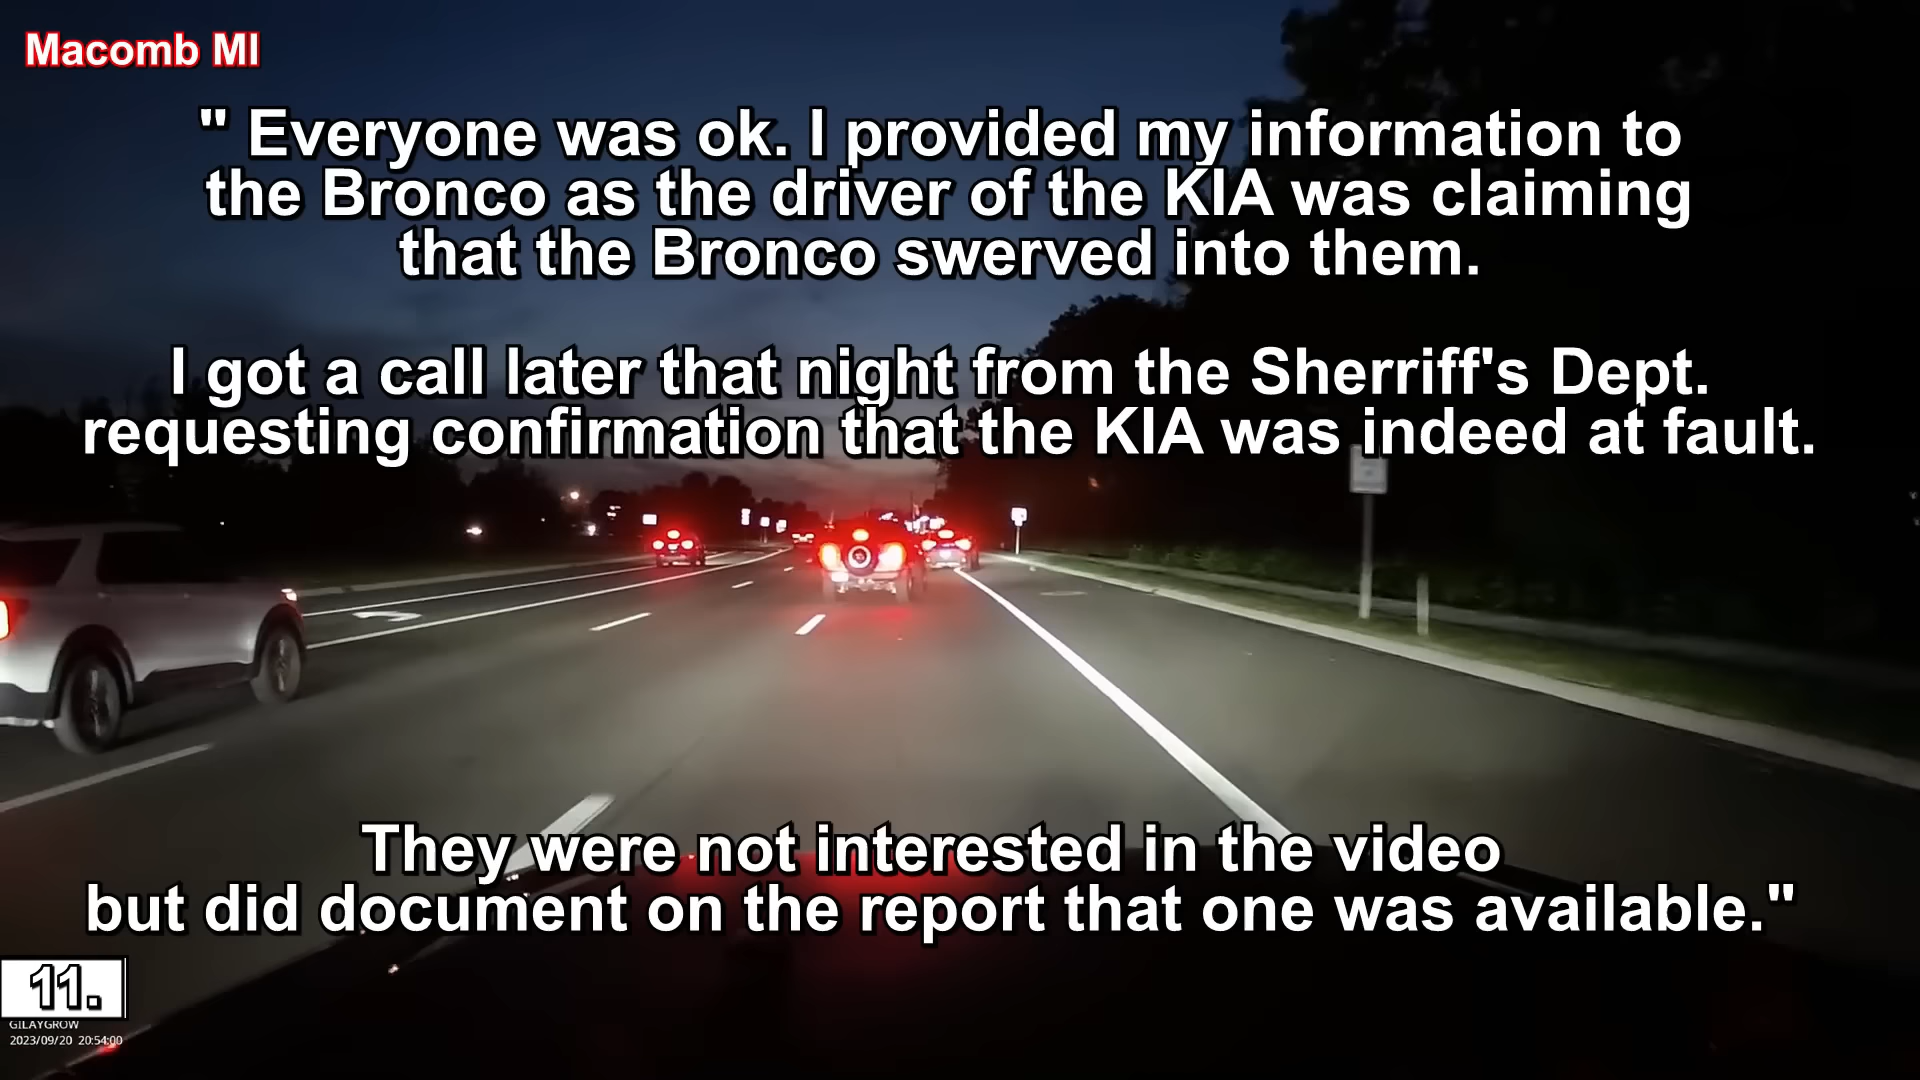 Macomb MI
" Everyone was ok. I provided my information to
the Bronco as the driver of the KIA was claiming
that the Bronco swerved into them.
I got a call later that night from the Sherriff's Dept.
requesting confirmation that the KIA was indeed at fault.
They were not interested in the video
but did document on the report that one was available."
11.
GILAYGROW
2023/09/20 20:54:00